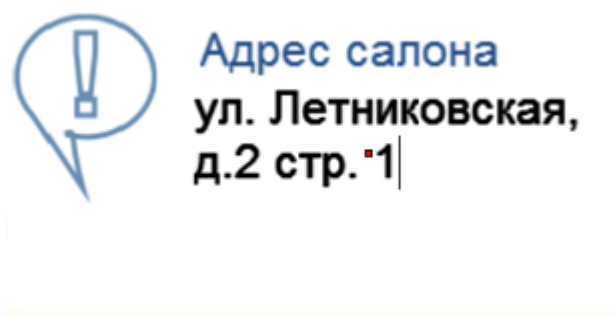 Адрес салона
ул. Летниковская,
д.2 стр. 1